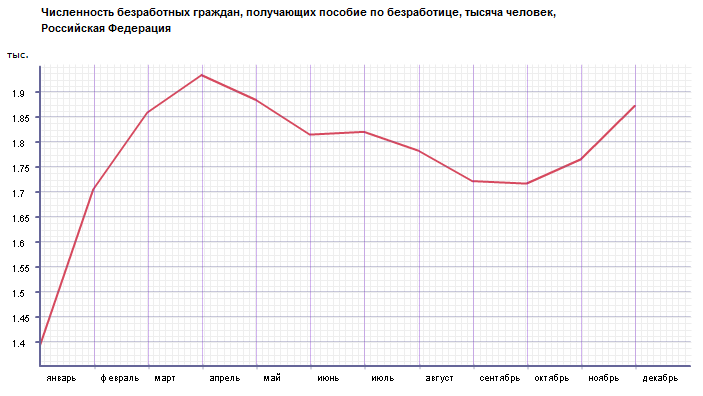 Численность безработных граждан, получающих пособие по безработице, тысяча человек,
Российская Федерация
тыс.
1.9
1.85
1.8
1.75
1.7
1.65
1.6
1.55
1.5
1.45
1.4
январь февраль март апрель май июнь июль август сентябрь октябрь ноябрь декабрь